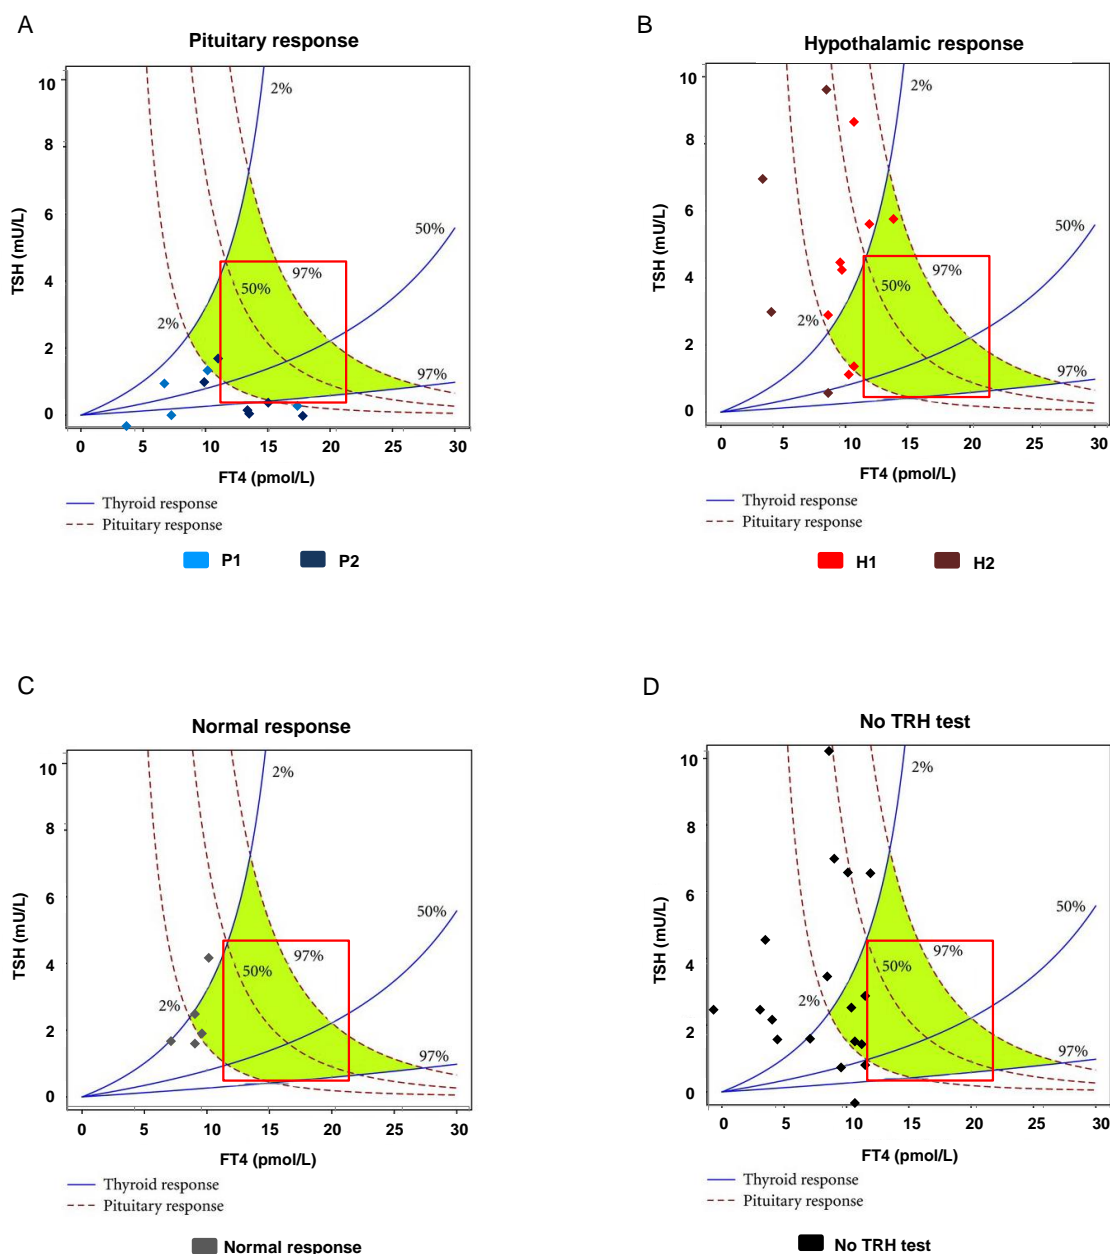 A
Pituitary response
10
8
6
4
2
0
TSH (mU/L)
2%
50%
97%
50%
2%
97%
0 5 10 15 20 25 30
FT4 (pmol/L)
Thyroid response
Pituitary response
P1 P2
B
Hypothalamic response
10
8
6
4
2
0
TSH (mU/L)
2%
50%
97%
50%
2%
97%
0 5 10 15 20 25 30
FT4 (pmol/L)
Thyroid response
Pituitary response
H1 H2
C
Normal response
10
8
6
4
2
0
TSH (mU/L)
2%
50%
97%
50%
2%
97%
0 5 10 15 20 25 30
FT4 (pmol/L)
Thyroid response
Pituitary response
Normal response
D
No TRH test
10
8
6
4
2
0
TSH (mU/L)
2%
50%
97%
50%
2%
97%
0 5 10 15 20 25 30
FT4 (pmol/L)
Thyroid response
Pituitary response
No TRH test